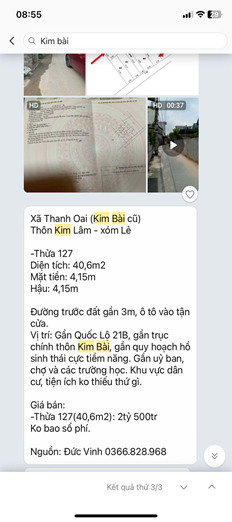 08:55
Kim bài
HD
HD 00:37
Xã Thanh Oai (Kim Bài cũ)
Thôn Kim Lâm - xóm Lẻ
-Thửa 127
Diện tích: 40,6m2
Mặt tiền: 4,15m
Hậu: 4,15m
Đường trước đất gần 3m, ô tô vào tận
cửa.
Vị trí: Gần Quốc Lộ 21B, gần trục
chính thôn Kim Bài, gần quy hoạch hồ
sinh thái cực tiềm năng. Gần uỷ ban,
chợ và các trường học. Khu vực dân
cư, tiện ích ko thiếu thứ gì.
Giá bán:
-Thửa 127(40,6m2): 2tỷ 500tr
Ko bao sổ phí.
Nguồn: Đức Vinh 0366.828.968
Kết quả thứ 3/3